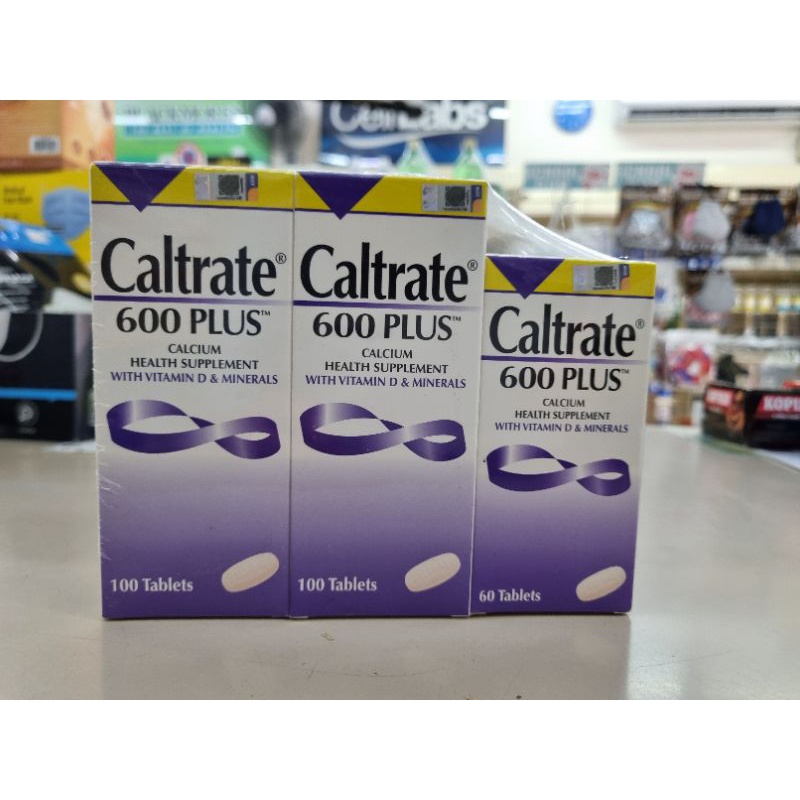 Caltrate®
600 PLUS™
CALCIUM
HEALTH SUPPLEMENT
WITH VITAMIN D & MINERALS
100 Tablets
Caltrate®
600 PLUS™
CALCIUM
HEALTH SUPPLEMENT
WITH VITAMIN D & MINERALS
100 Tablets
Caltrate®
600 PLUS™
CALCIUM
HEALTH SUPPLEMENT
WITH VITAMIN D & MINERALS
60 Tablets